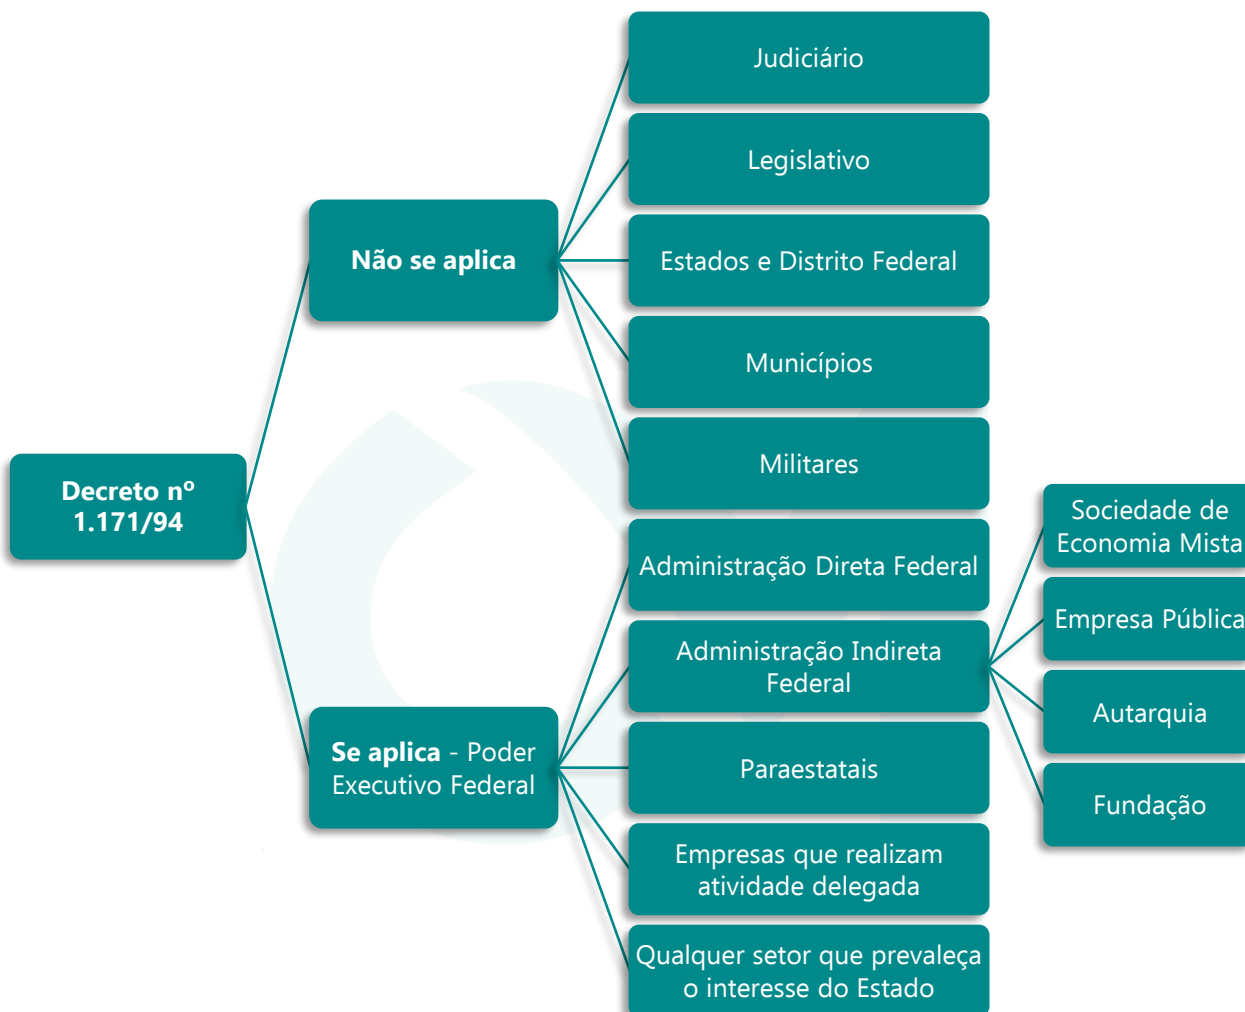 Decreto nº
1.171/94
Não se aplica
Judiciário
Legislativo
Estados e Distrito Federal
Municípios
Militares
Se aplica - Poder
Executivo Federal
Administração Direta Federal
Administração Indireta
Federal
Sociedade de
Economia Mista
Empresa Pública
Autarquia
Fundação
Paraestatais
Empresas que realizam
atividade delegada
Qualquer setor que prevaleça
o interesse do Estado